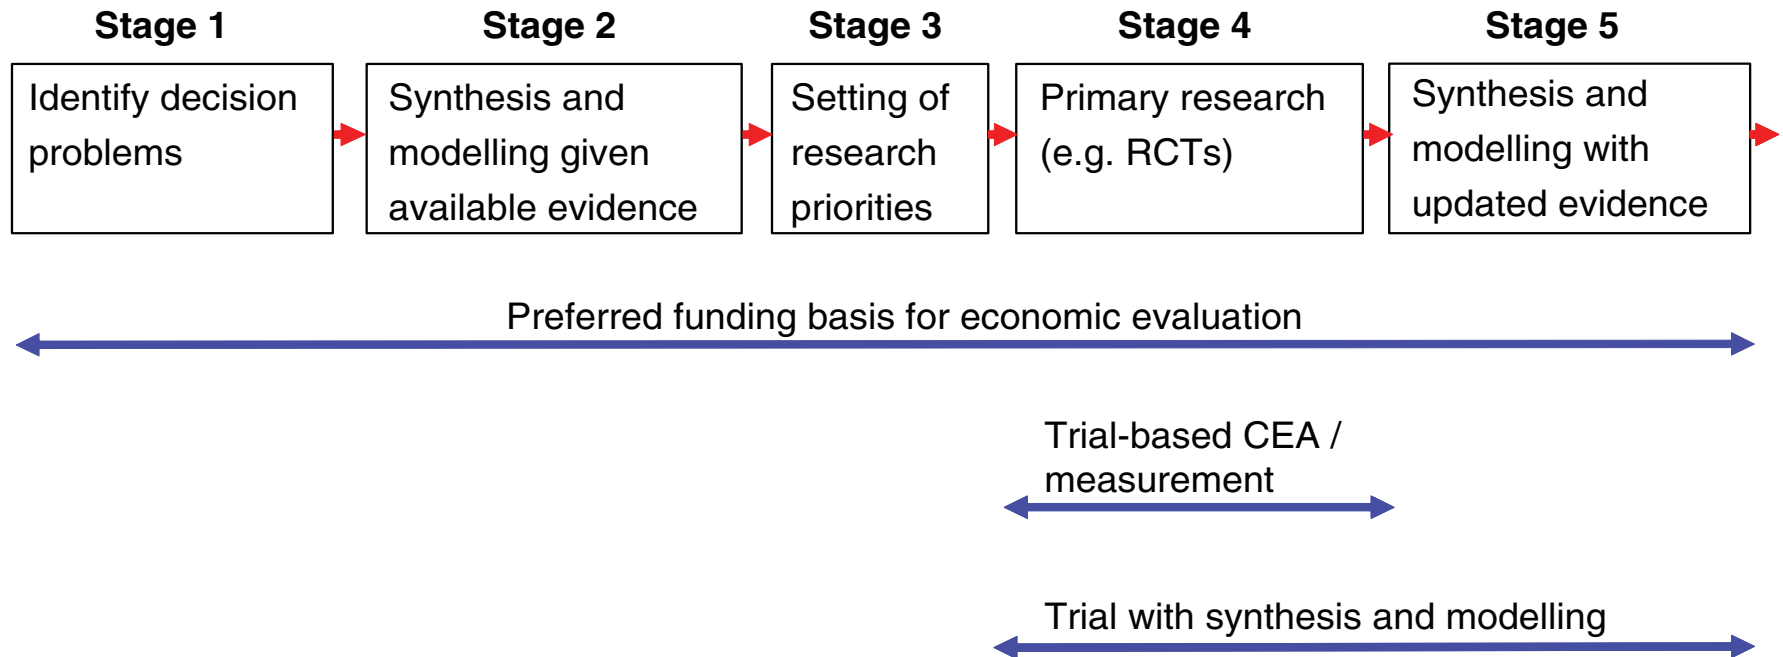 Stage 1
Stage 2
Stage 3
Stage 4
Stage 5
Identify decision
problems
Synthesis and
modelling given
available evidence
Setting of
research
priorities
Primary research
(e.g. RCTs)
Synthesis and
modelling with
updated evidence
Preferred funding basis for economic evaluation
Trial-based CEA /
measurement
Trial with synthesis and modelling